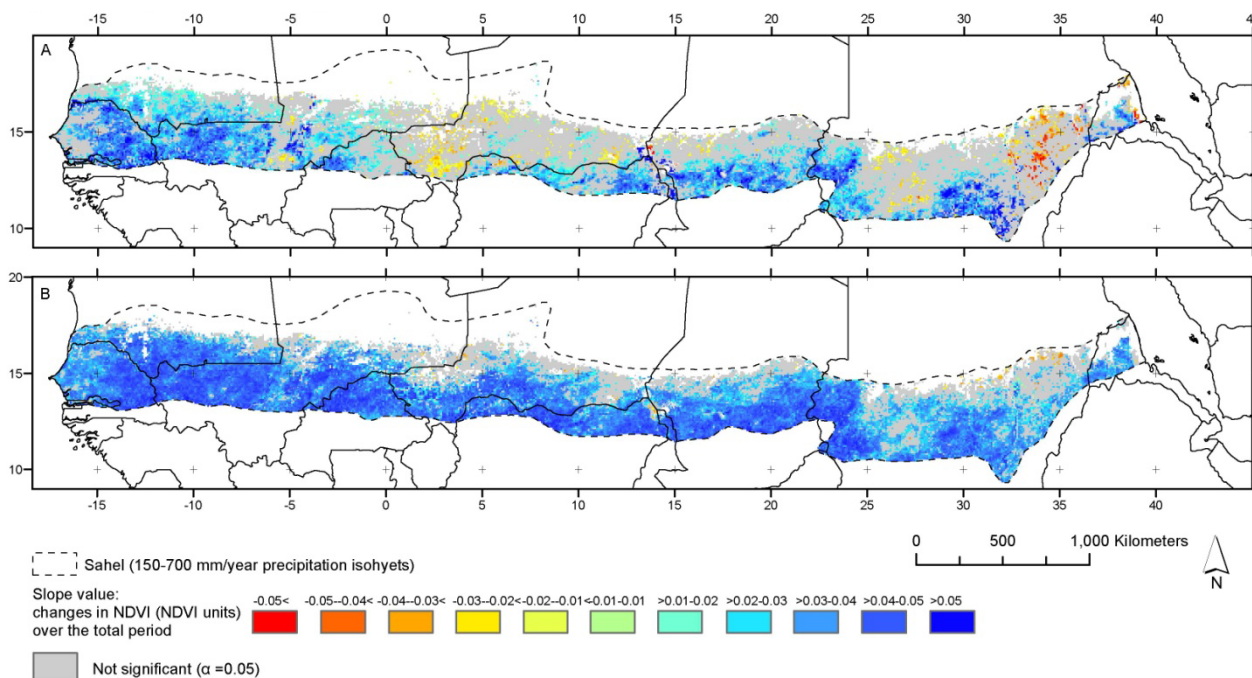 -15 -10 -5 0 5 10 15 20 25 30 35 40 4
A
15
10
20
B
15
10
-15 -10 -5 0 5 10 15 20 25 30 35 40
0 500 1,000 Kilometers
N
Sahel (150-700 mm/year precipitation isohyets)
Slope value:
changes in NDVI (NDVI units)
over the total period
-0.05< -0.05--0.04< -0.04--0.03< -0.03--0.02< -0.02--0.01< <0.01-0.01 >0.01-0.02 >0.02-0.03 >0.03-0.04 >0.04-0.05 >0.05
Not significant (α =0.05)